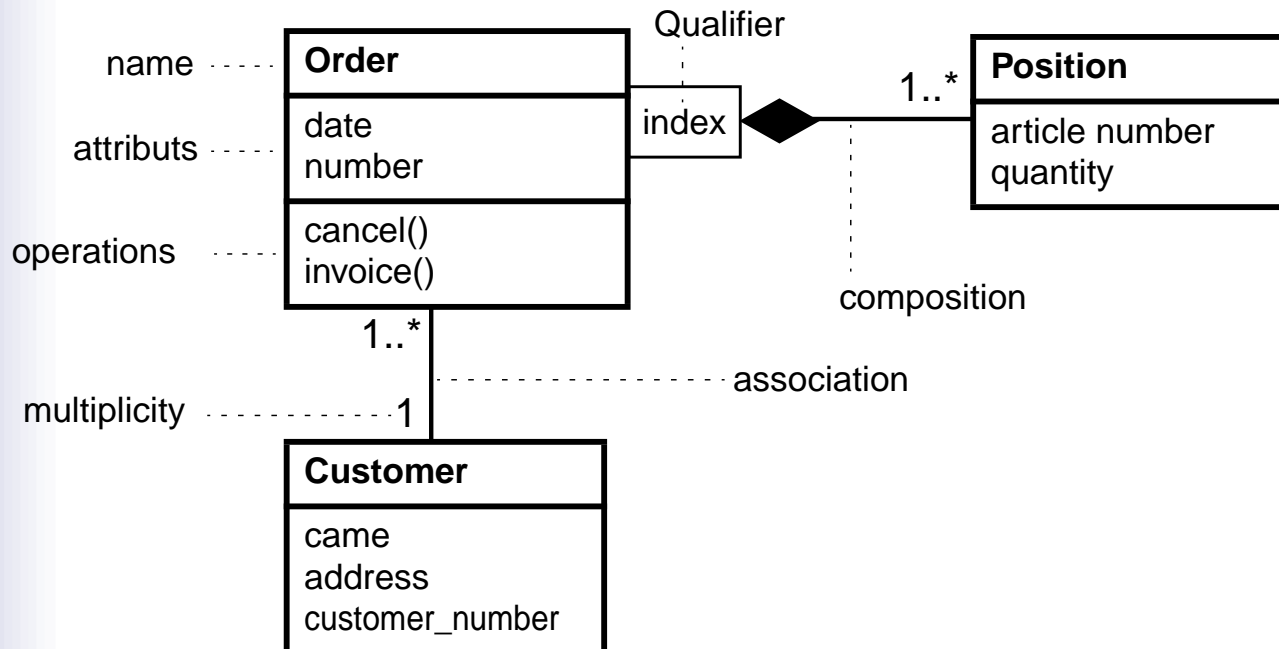 Qualifier
name
Order
1..*
Position
attributs
date
number
index
article number
quantity
operations
cancel()
invoice()
composition
1..*
association
multiplicity
1
Customer
came
address
customer_number